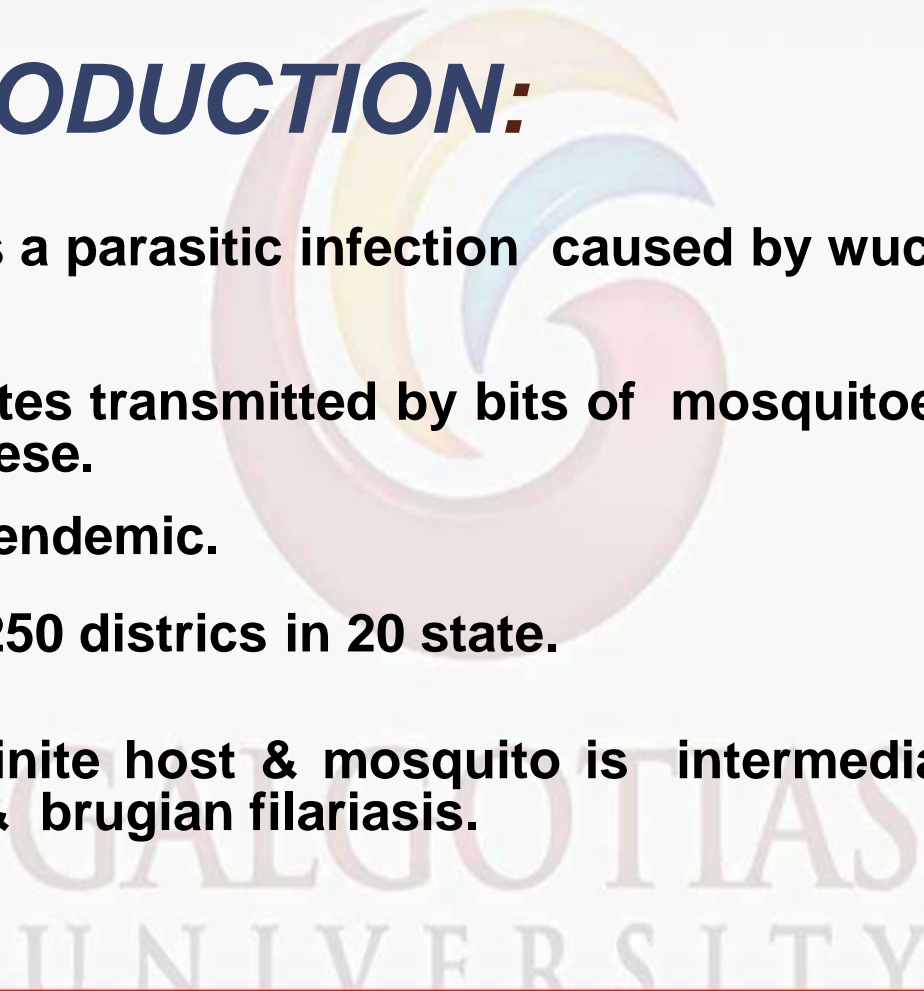 ODUCTION:
s a parasitic infection caused by wuc
tes transmitted by bits of mosquitoe
ese.
endemic.
250 districs in 20 state.
inite host & mosquito is intermedia
& brugian filariasis.
GALGOTIAS
UNIVERSITY